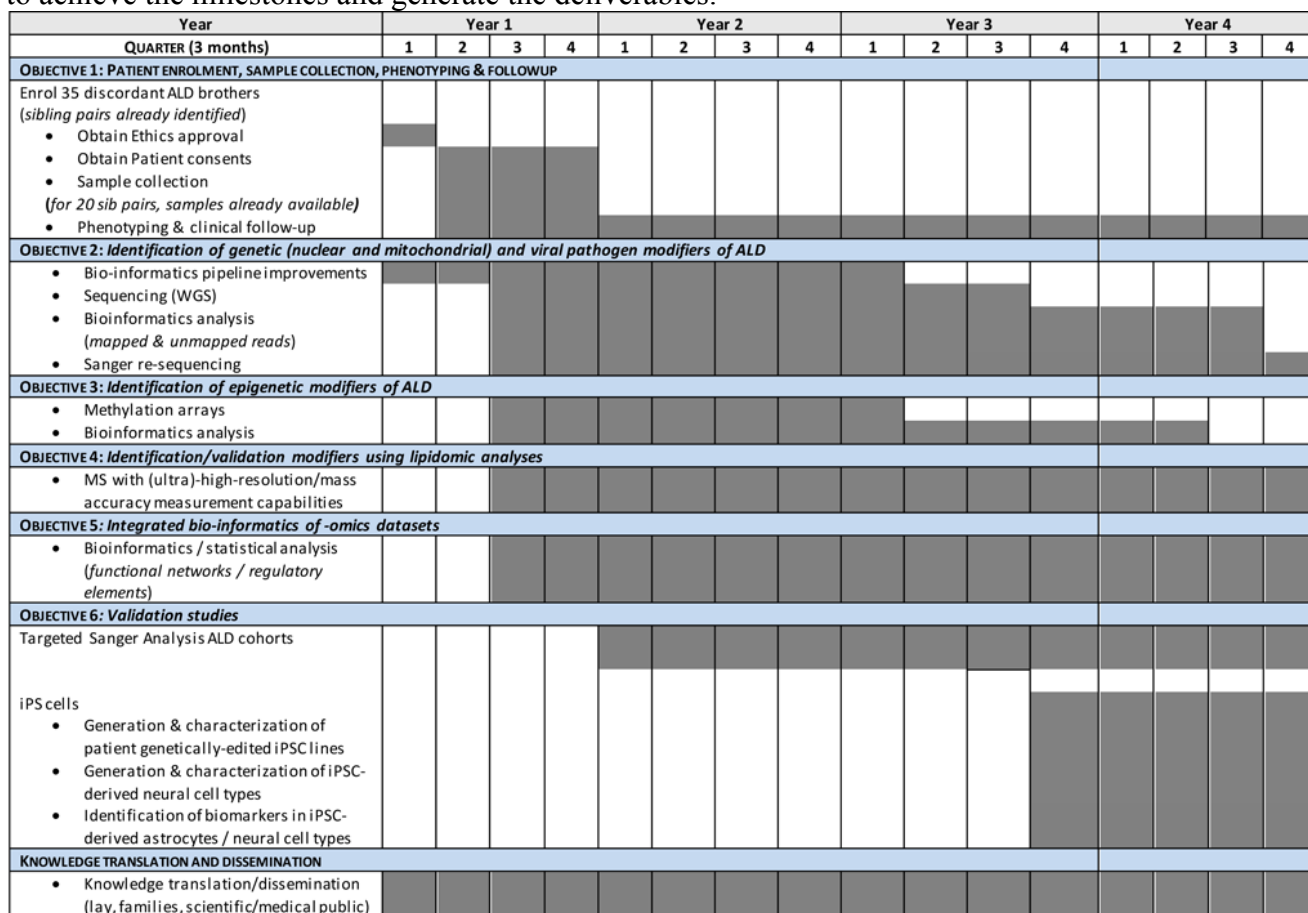 to achieve the milestones and generate the deliverables.
Year Year 1 Year 2 Year 3 Year 4
QUARTER (3 months) 1 2 3 4 1 2 3 4 1 2 3 4 1 2 3 4
OBJECTIVE 1: PATIENT ENROLMENT, SAMPLE COLLECTION, PHENOTYPING & FOLLOWUP
Enrol 35 discordant ALD brothers
(sibling pairs already identified)
• Obtain Ethics approval
• Obtain Patient consents
• Sample collection
(for 20 sib pairs, samples already available)
• Phenotyping & clinical follow-up
OBJECTIVE 2: Identification of genetic (nuclear and mitochondrial) and viral pathogen modifiers of ALD
• Bio-informatics pipeline improvements
• Sequencing (WGS)
• Bioinformatics analysis
(mapped & unmapped reads)
• Sanger re-sequencing
OBJECTIVE 3: Identification of epigenetic modifiers of ALD
• Methylation arrays
• Bioinformatics analysis
OBJECTIVE 4: Identification/validation modifiers using lipidomic analyses
• MS with (ultra)-high-resolution/mass
accuracy measurement capabilities
OBJECTIVE 5: Integrated bio-informatics of -omics datasets
• Bioinformatics / statistical analysis
(functional networks / regulatory
elements)
OBJECTIVE 6: Validation studies
Targeted Sanger Analysis ALD cohorts
iPS cells
• Generation & characterization of
patient genetically-edited iPSC lines
• Generation & characterization of iPSC-
derived neural cell types
• Identification of biomarkers in iPSC-
derived astrocytes / neural cell types
KNOWLEDGE TRANSLATION AND DISSEMINATION
• Knowledge translation/dissemination
(lay, families, scientific/medical public)